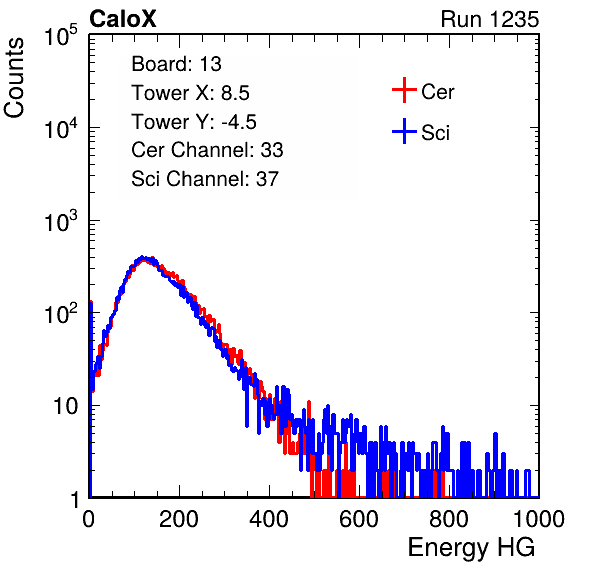 CaloX Run 1235
Counts
10^5
10^4
10^3
10^2
10
1
Board: 13
Tower X: 8.5
Tower Y: -4.5
Cer Channel: 33
Sci Channel: 37
Cer
Sci
0 200 400 600 800 1000
Energy HG